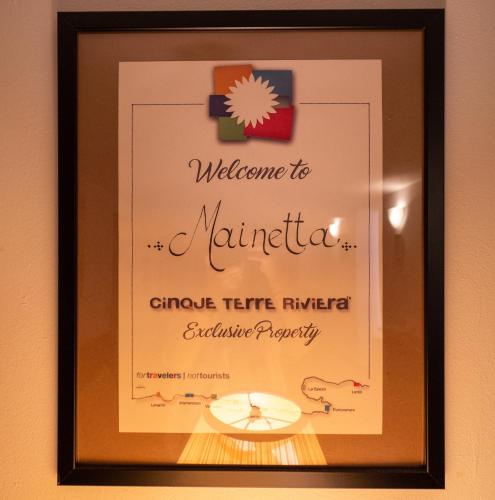 Welcome to
Mainetta
CINQUE TERRE RIVIERA
Exclusive Property
fortravelers | nottourists
La Spezia
Lerici
Levanto
Portovenere